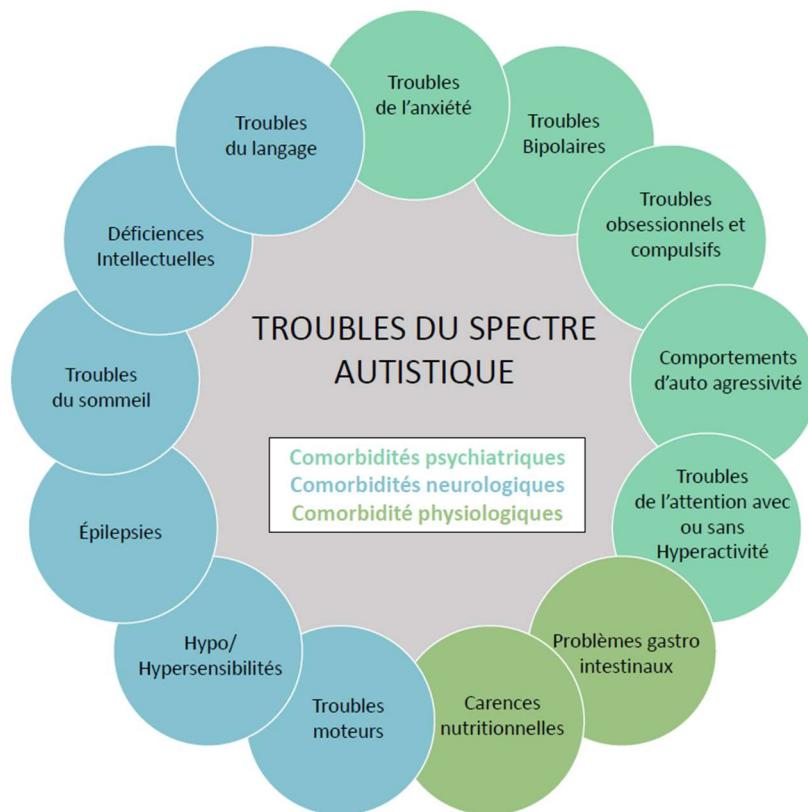 Troubles
de l'anxiété
Troubles
Bipolaires
Troubles
obsessionnels et
compulsifs
Comportements
d'auto agressivité
Troubles
de l'attention avec
ou sans
Hyperactivité
Problèmes gastro
intestinaux
Carences
nutritionnelles
Troubles
moteurs
Hypo/
Hypersensibilités
Épilepsies
Troubles
du sommeil
Déficiences
Intellectuelles
Troubles
du langage
TROUBLES DU SPECTRE
AUTISTIQUE
Comorbidités psychiatriques
Comorbidités neurologiques
Comorbidité physiologiques